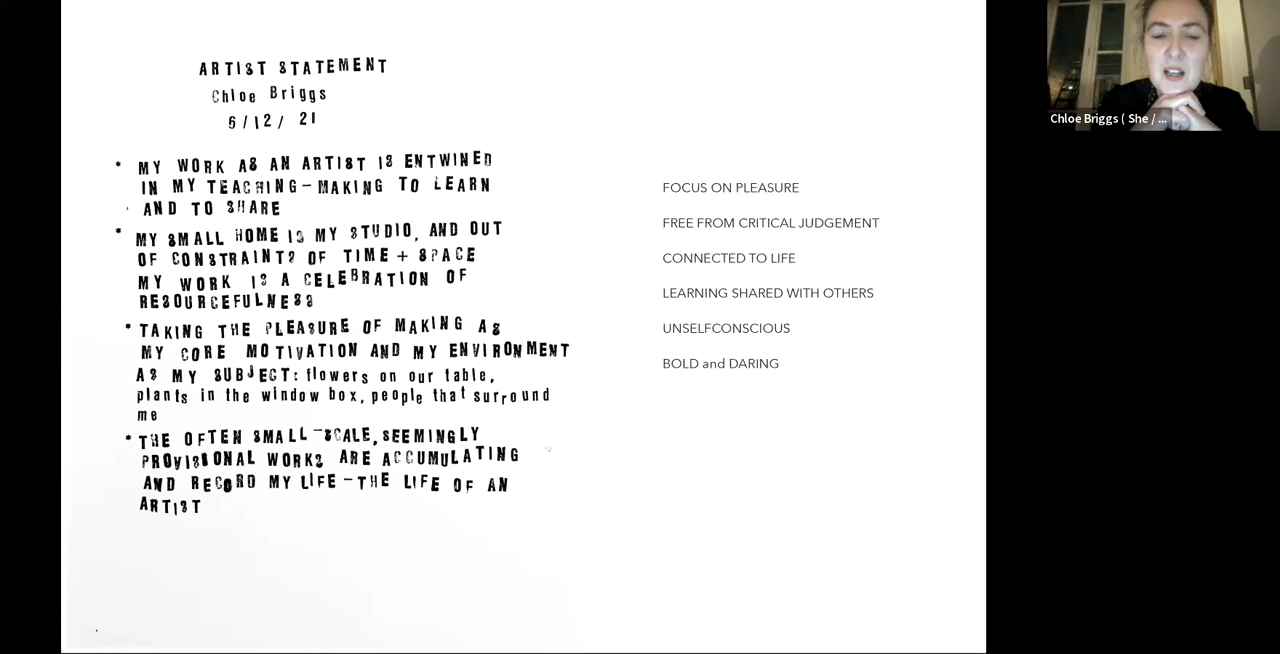 ARTIST STATEMENT
Chloe Briggs
6/12/ 21
* MY WORK AS AN ARTIST IS ENTWINED
IN MY TEACHING-MAKING TO LEARN
AND TO SHARE
* MY SMALL HOME IS MY STUDIO, AND OUT
OF CONSTRAINTS OF TIME + SPACE
MY WORK IS A CELEBRATION OF
RESOURCEFULNESS
* TAKING THE PLEASURE OF MAKING AS
MY CORE MOTIVATION AND MY ENVIRONMENT
AS MY SUBJECT: flowers on our table,
plants in the window box, people that surround
me
* THE OFTEN SMALL-SCALE, SEEMINGLY
PROVISIONAL WORKS ARE ACCUMULATING
AND RECORD MY LIFE-THE LIFE OF AN
ARTIST
FOCUS ON PLEASURE
FREE FROM CRITICAL JUDGEMENT
CONNECTED TO LIFE
LEARNING SHARED WITH OTHERS
UNSELFCONSCIOUS
BOLD and DARING
Chloe Briggs ( She / ...